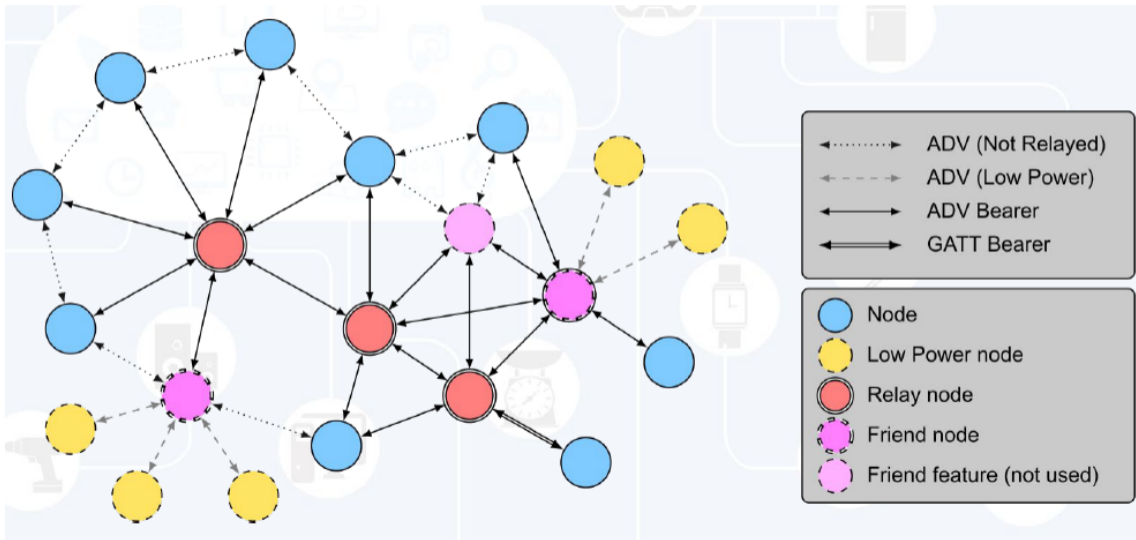 ADV (Not Relayed)
ADV (Low Power)
ADV Bearer
GATT Bearer
Node
Low Power node
Relay node
Friend node
Friend feature (not used)